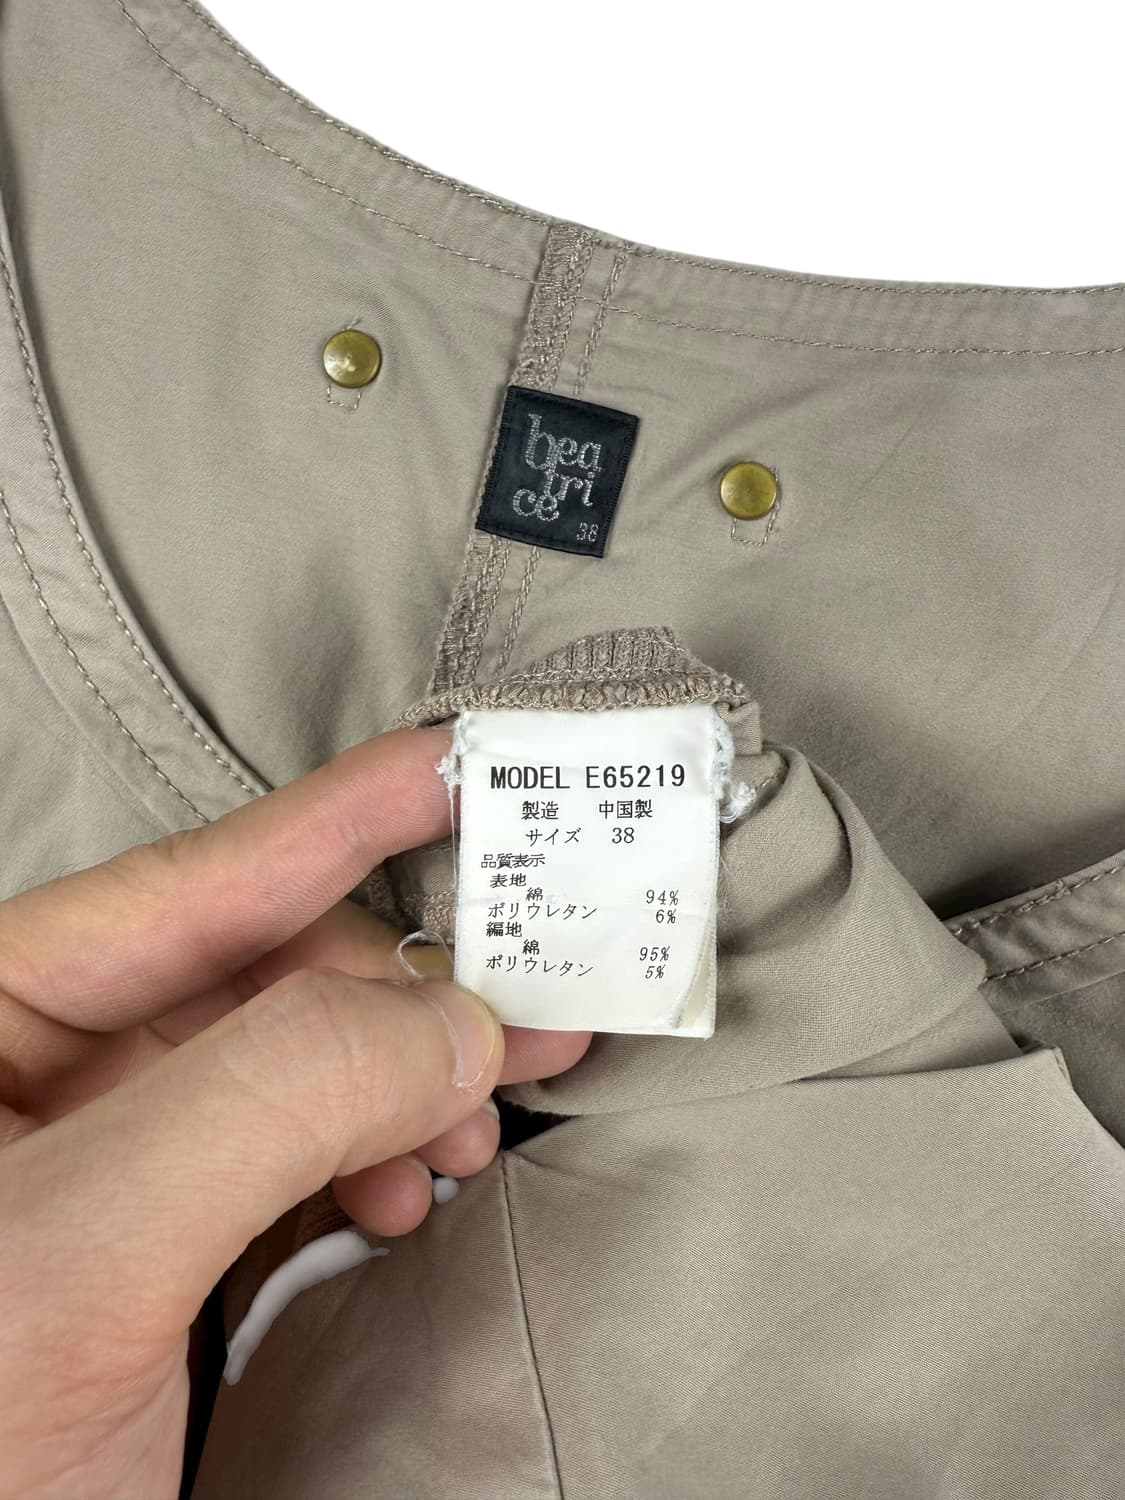 bea
tri
ce
38
MODEL E65219
製造 中国製
サイズ 38
品質表示
表地
綿 94%
ポリウレタン 6%
編地
綿 95%
ポリウレタン 5%